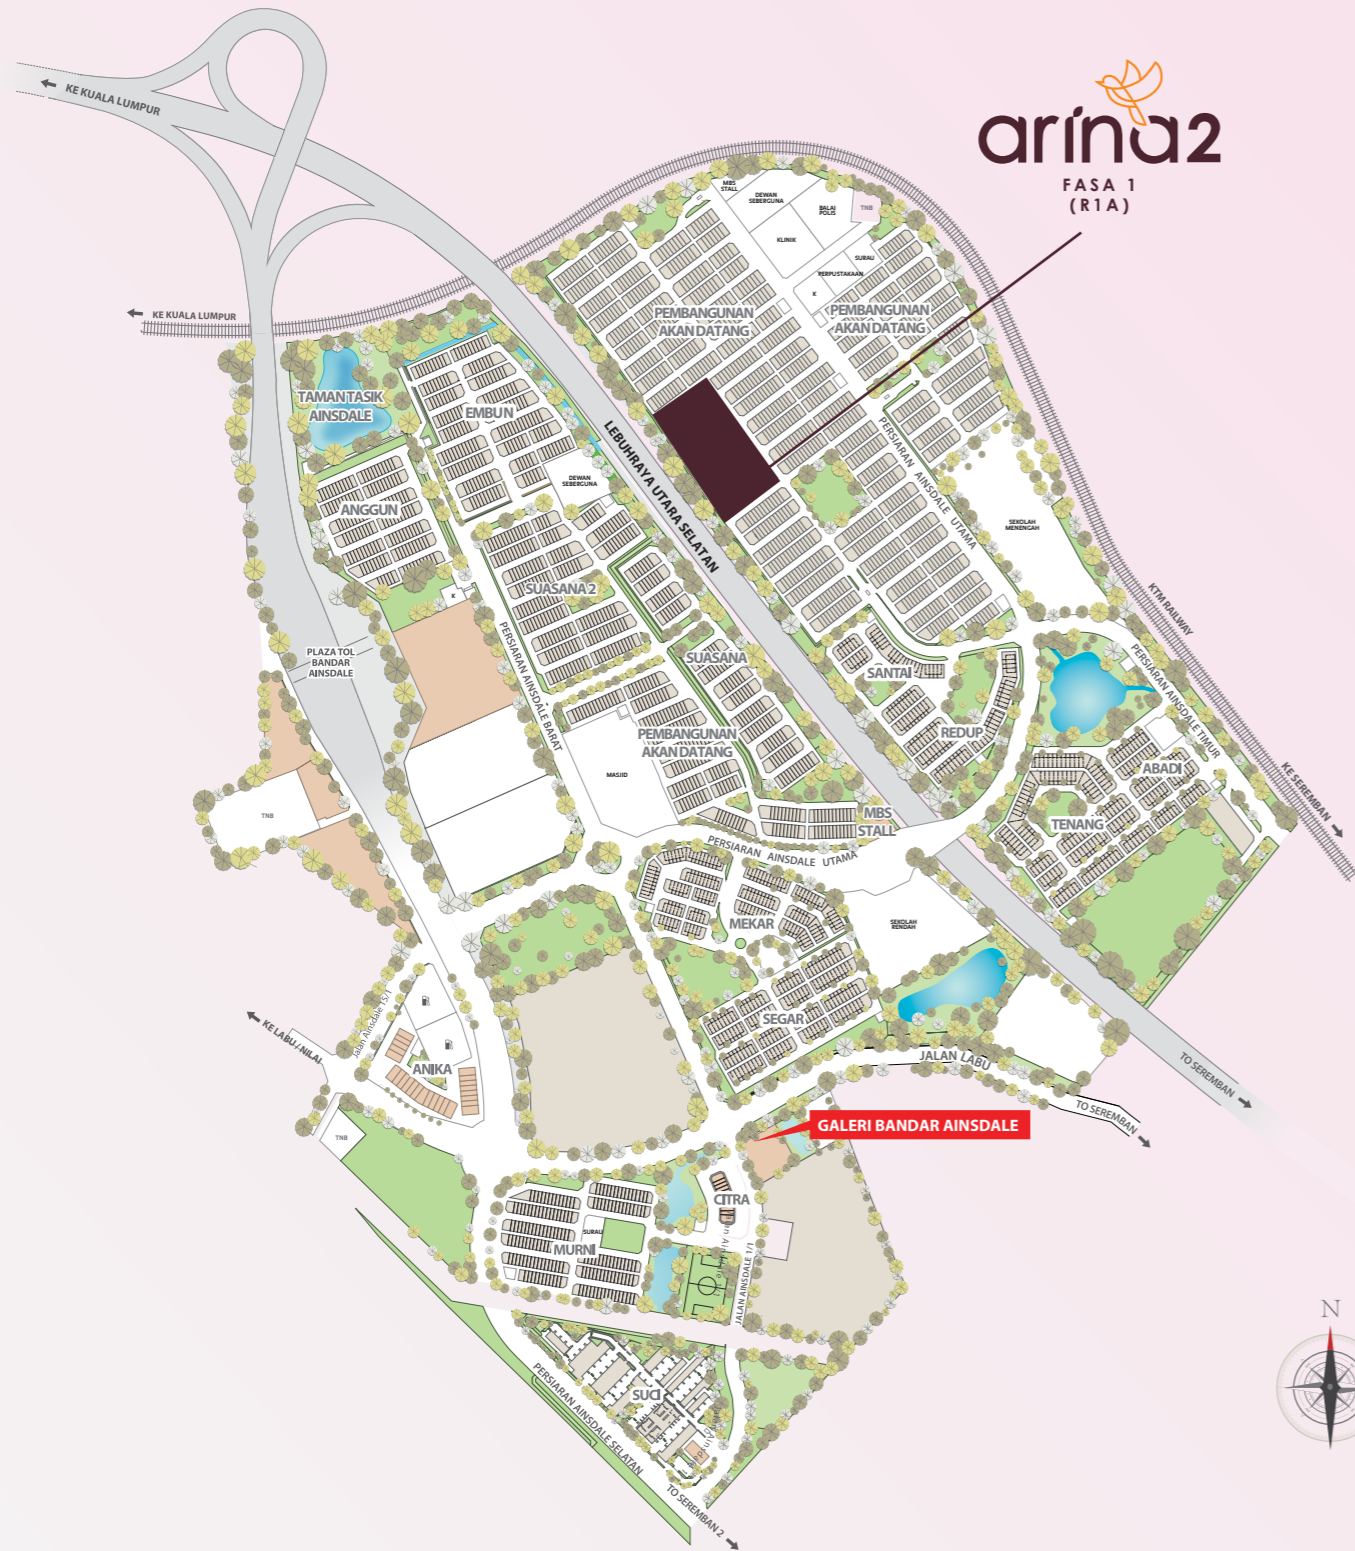 KE KUALA LUMPUR
arina2
FASA 1
(R1A)
MBS
STALL
DEWAN
SEBERGUNA
BALAI
POLIS
TNB
KLINIK
SURAU
PERPUSTAKAAN
K
PEMBANGUNAN
AKAN DATANG
PEMBANGUNAN
AKAN DATANG
KE KUALA LUMPUR
TAMAN TASIK
AINSDALE
EMBUN
LEBUHRAYA UTARA SELATAN
PERSIARAN AINSDALE UTAMA
DEWAN
SEBERGUNA
ANGGUN
SEKOLAH
MENENGAH
SUASANA 2
K
KTM RAILWAY
PLAZA TOL
BANDAR
AINSDALE
PERSIARAN AINSDALE BARAT
SUASANA
SANTAI
PERSIARAN AINSDALE TIMUR
REDUP
PEMBANGUNAN
AKAN DATANG
MASJID
ABADI
KE SEREMBAN
TNB
MBS
STALL
TENANG
PERSIARAN AINSDALE UTAMA
MEKAR
SEKOLAH
RENDAH
SEGAR
Jalan Ainsdale 15/1
KE LABU / NILAI
ANIKA
JALAN LABU
TO SEREMBAN
TO SEREMBAN
GALERI BANDAR AINSDALE
TNB
CITRA
SURAU
MURNI
JALAN AINSDALE 1/1
N
SUCI
PERSIARAN AINSDALE SELATAN
TO SEREMBAN 2